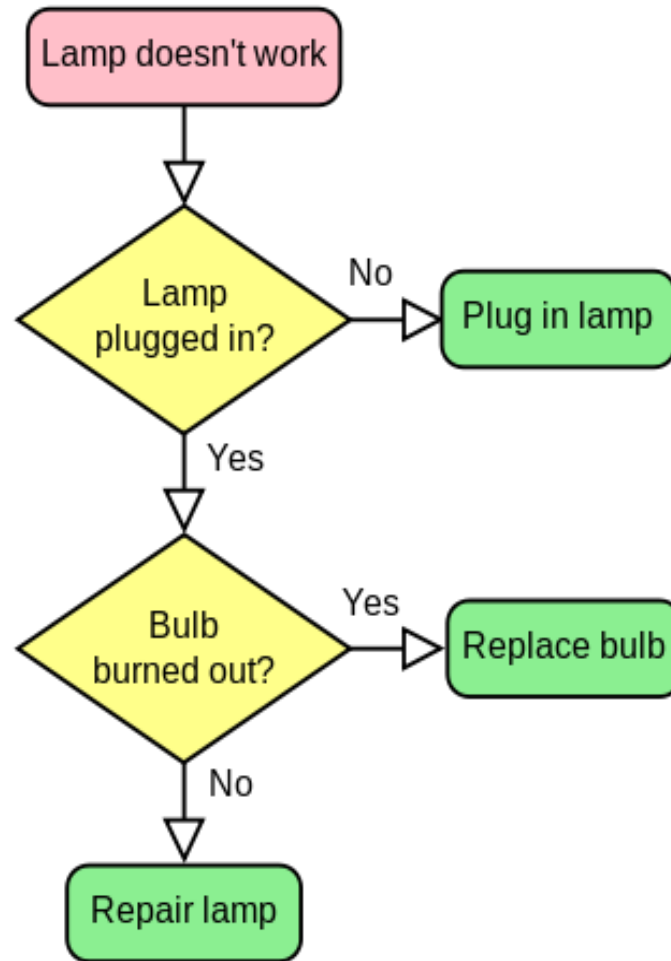 Lamp doesn't work
Lamp
plugged in?
No
Plug in lamp
Yes
Bulb
burned out?
Yes
Replace bulb
No
Repair lamp